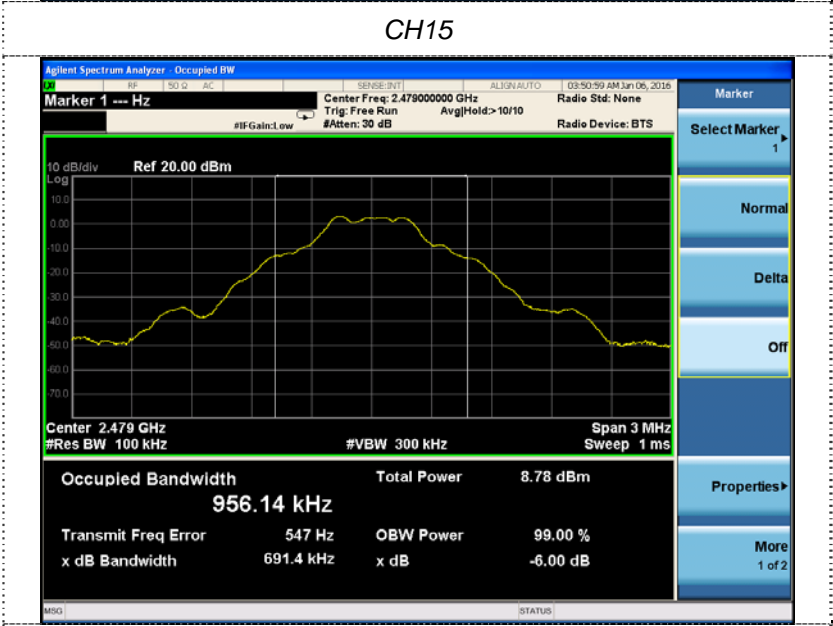 CH15
Agilent Spectrum Analyzer - Occupied BW
LXI RF 50 Ω AC SENSE:INT ALIGN AUTO 03:50:59 AM Jan 06, 2016
Marker 1 --- Hz
Center Freq: 2.479000000 GHz
Radio Std: None
Trig: Free Run Avg|Hold:>10/10
#IFGain:Low #Atten: 30 dB
Radio Device: BTS
10 dB/div Ref 20.00 dBm
Log
10.0
0.00
-10.0
-20.0
-30.0
-40.0
-50.0
-60.0
-70.0
Center 2.479 GHz Span 3 MHz
#Res BW 100 kHz #VBW 300 kHz Sweep 1 ms
Occupied Bandwidth Total Power 8.78 dBm
956.14 kHz
Transmit Freq Error 547 Hz OBW Power 99.00 %
x dB Bandwidth 691.4 kHz x dB -6.00 dB
MSG STATUS
Marker
Select Marker
1
Normal
Delta
Off
Properties
More
1 of 2